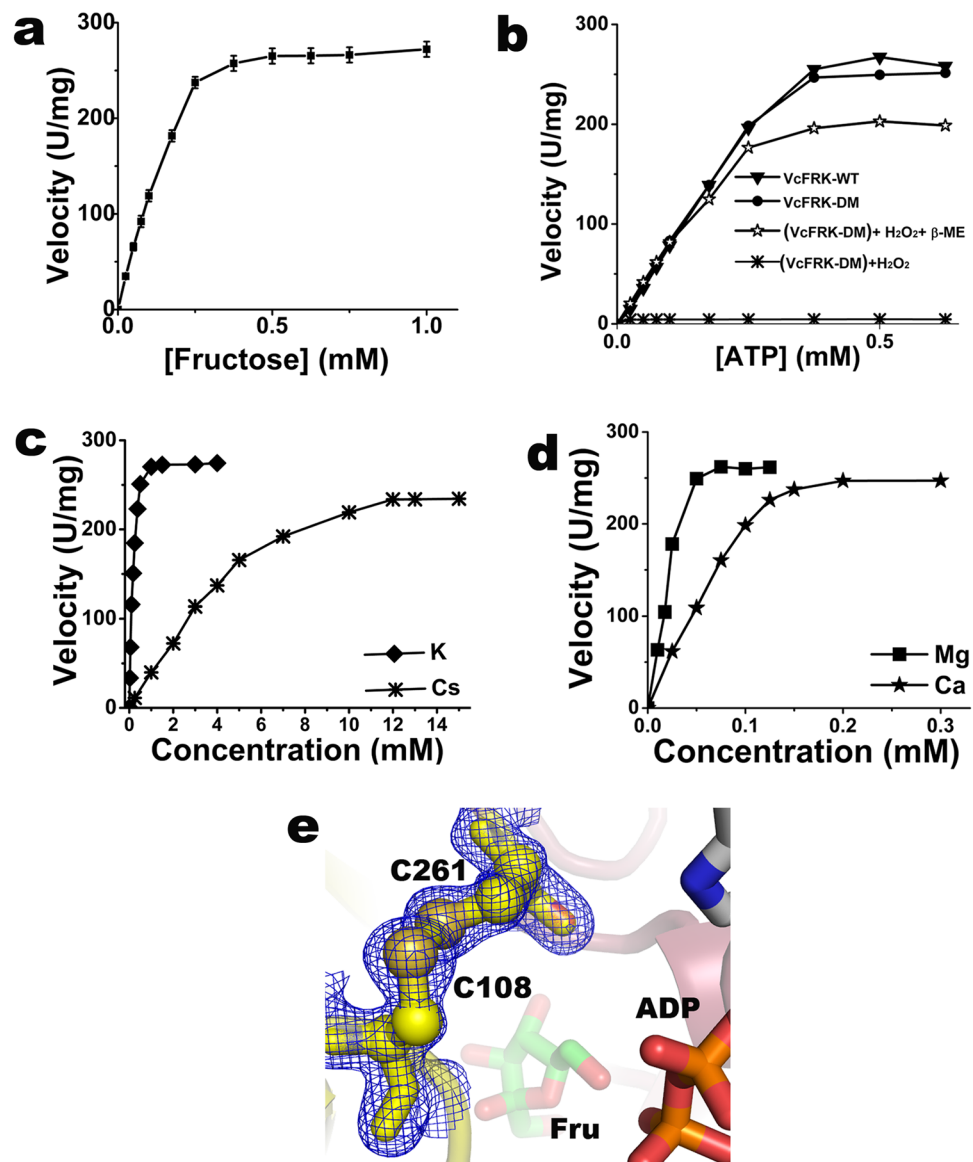 a
300
200
100
0
0.0
0.5
1.0
Velocity (U/mg)
[Fructose] (mM)
b
300
200
100
0
0.0
0.5
Velocity (U/mg)
[ATP] (mM)
VcFRK-WT
VcFRK-DM
(VcFRK-DM)+ H₂O₂+ β-ME
(VcFRK-DM)+H₂O₂
c
300
200
100
0
0 2 4 6 8 10 12 14
Velocity (U/mg)
Concentration (mM)
K
Cs
d
300
200
100
0
0.0 0.1 0.2 0.3
Velocity (U/mg)
Concentration (mM)
Mg
Ca
e
C261
C108
ADP
Fru